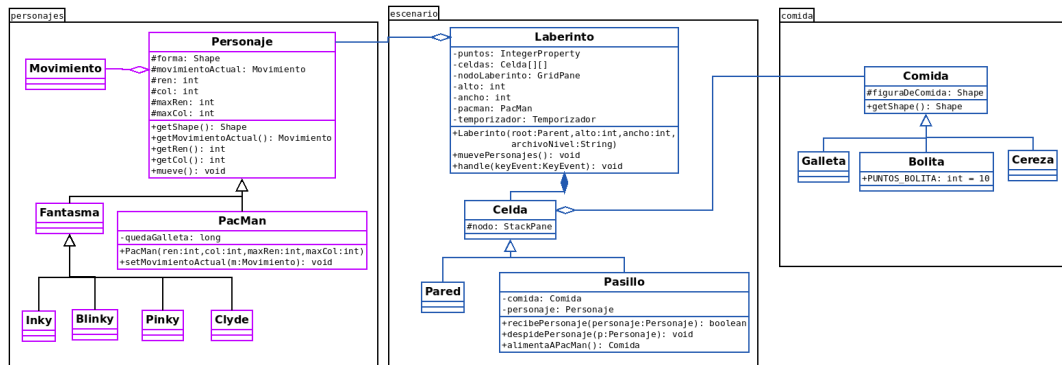 personajes
Personaje
#forma: Shape
#movimientoActual: Movimiento
#ren: int
#col: int
#maxRen: int
#maxCol: int
+getShape(): Shape
+getMovimientoActual(): Movimiento
+getRen(): int
+getCol(): int
+mueve(): void
Movimiento
Fantasma
PacMan
-quedaGalleta: long
+PacMan(ren:int,col:int,maxRen:int,maxCol:int)
+setMovimientoActual(m:Movimiento): void
Inky
Blinky
Pinky
Clyde
escenario
Laberinto
-puntos: IntegerProperty
-celdas: Celda[][]
-nodoLaberinto: GridPane
-alto: int
-ancho: int
-pacman: PacMan
-temporizador: Temporizador
+Laberinto(root:Parent,alto:int,ancho:int,
archivoNivel:String)
+muevePersonajes(): void
+handle(keyEvent:KeyEvent): void
Celda
#nodo: StackPane
Pared
Pasillo
-comida: Comida
-personaje: Personaje
+recibePersonaje(personaje:Personaje): boolean
+despidePersonaje(p:Personaje): void
+alimentaAPacMan(): Comida
comida
Comida
#figuraDeComida: Shape
+getShape(): Shape
Galleta
Bolita
+PUNTOS_BOLITA: int = 10
Cereza